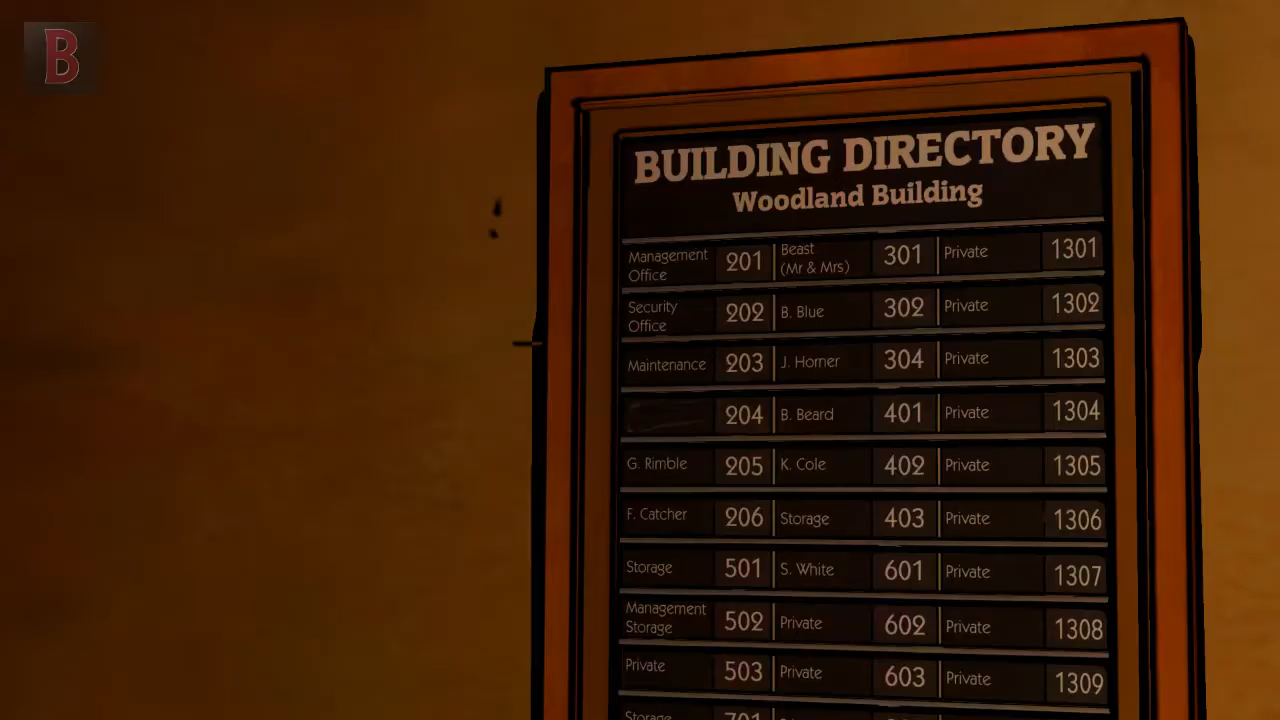 B
BUILDING DIRECTORY
Woodland Building
Management Office 201 Beast (Mr & Mrs) 301 Private 1301
Security Office 202 B. Blue 302 Private 1302
Maintenance 203 J. Horner 304 Private 1303
204 B. Beard 401 Private 1304
G. Rimble 205 K. Cole 402 Private 1305
F. Catcher 206 Storage 403 Private 1306
Storage 501 S. White 601 Private 1307
Management Storage 502 Private 602 Private 1308
Private 503 Private 603 Private 1309
Storage